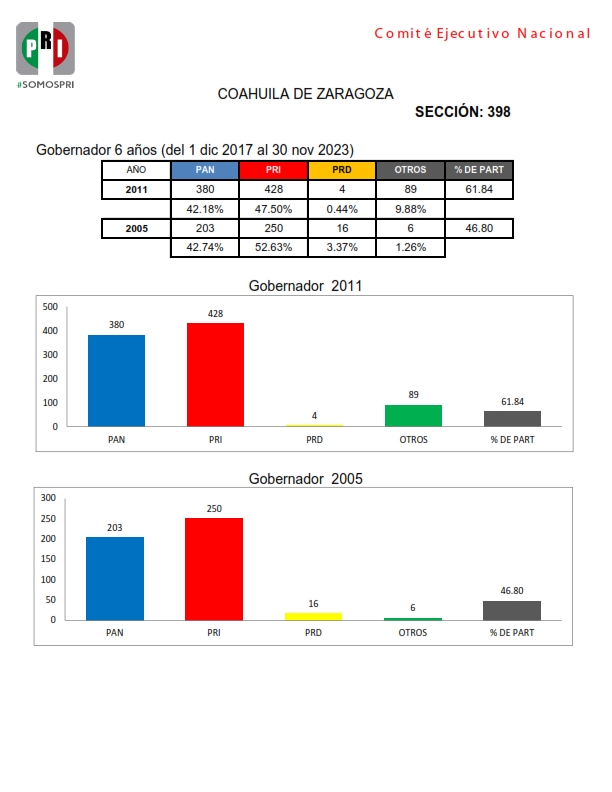 PRI
#SOMOSPRI
Comité Ejecutivo Nacional
COAHUILA DE ZARAGOZA
SECCIÓN: 398
Gobernador 6 años (del 1 dic 2017 al 30 nov 2023)
AÑO PAN PRI PRD OTROS % DE PART
2011 380 428 4 89 61.84
42.18% 47.50% 0.44% 9.88%
2005 203 250 16 6 46.80
42.74% 52.63% 3.37% 1.26%
Gobernador 2011
500
400
300
200
100
0
380
428
4
89
61.84
PAN PRI PRD OTROS % DE PART
Gobernador 2005
300
250
200
150
100
50
0
203
250
16
6
46.80
PAN PRI PRD OTROS % DE PART